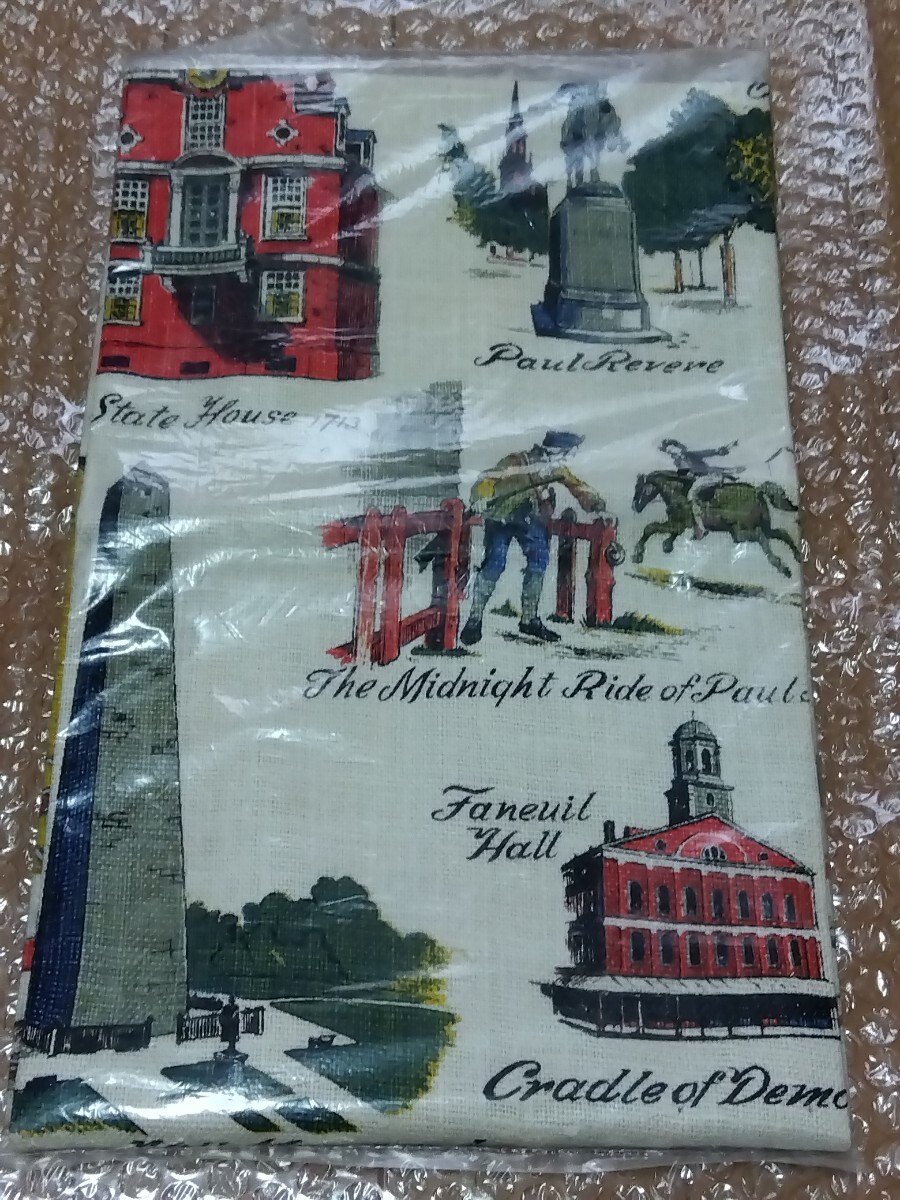 Paul Revere
State House 1713
The Midnight Ride of Paul
Faneuil
Hall
Cradle of Demo